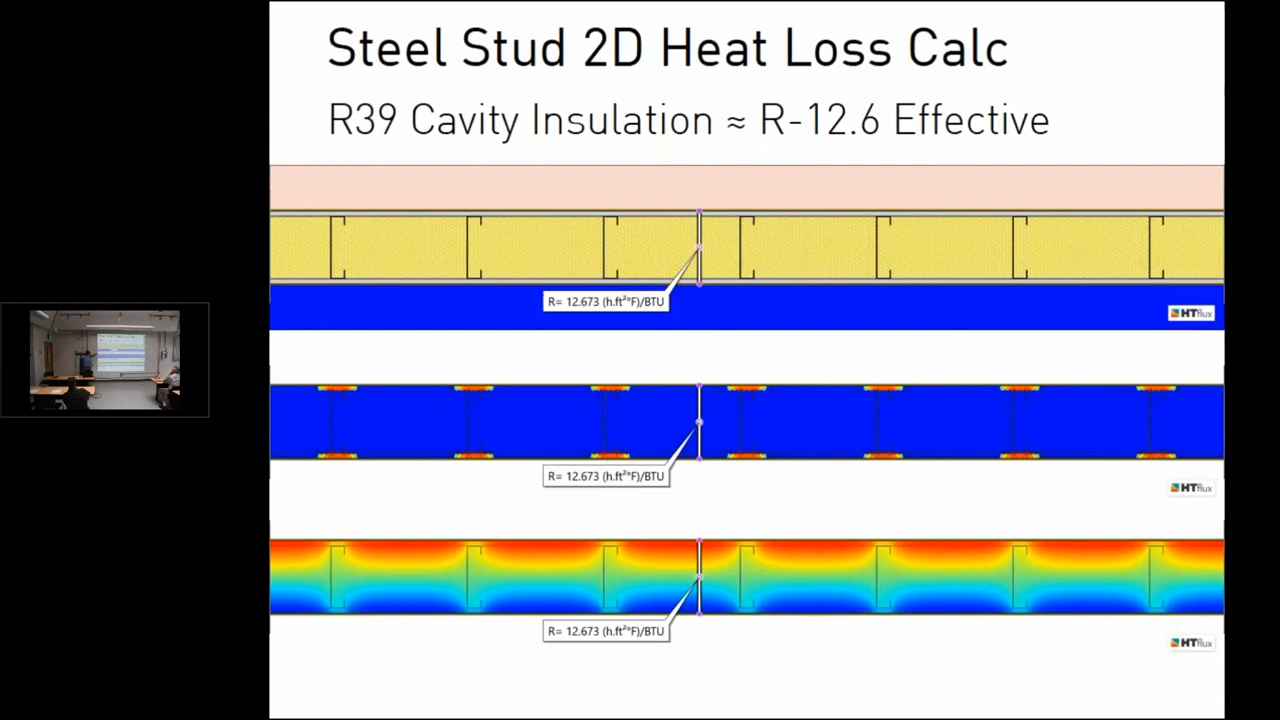 Steel Stud 2D Heat Loss Calc
R39 Cavity Insulation ≈ R-12.6 Effective
R= 12.673 (h.ft²°F)/BTU
HTflux
R= 12.673 (h.ft²°F)/BTU
HTflux
R= 12.673 (h.ft²°F)/BTU
HTflux